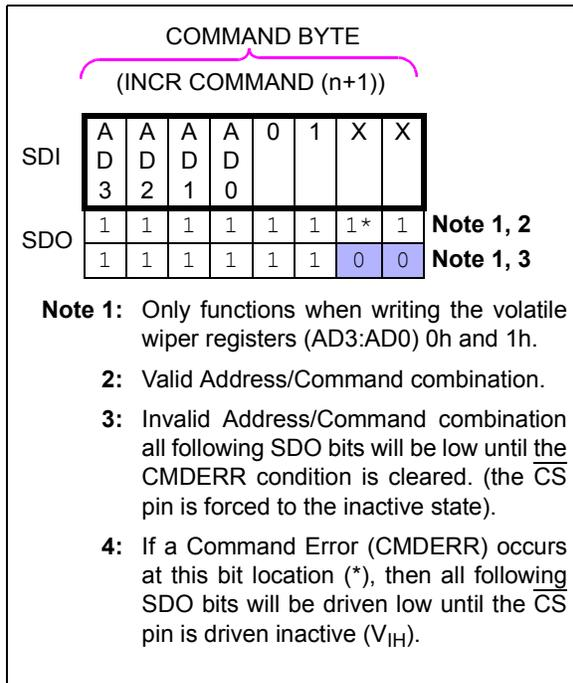 COMMAND BYTE
(INCR COMMAND (n+1))
SDI
A A A A 0 1 X X
D D D D
3 2 1 0
SDO
1 1 1 1 1 1 1* 1 Note 1, 2
1 1 1 1 1 1 0 0 Note 1, 3
Note 1: Only functions when writing the volatile
wiper registers (AD3:AD0) 0h and 1h.
2: Valid Address/Command combination.
3: Invalid Address/Command combination
all following SDO bits will be low until the
CMDERR condition is cleared. (the CS
pin is forced to the inactive state).
4: If a Command Error (CMDERR) occurs
at this bit location (*), then all following
SDO bits will be driven low until the CS
pin is driven inactive (VIH).